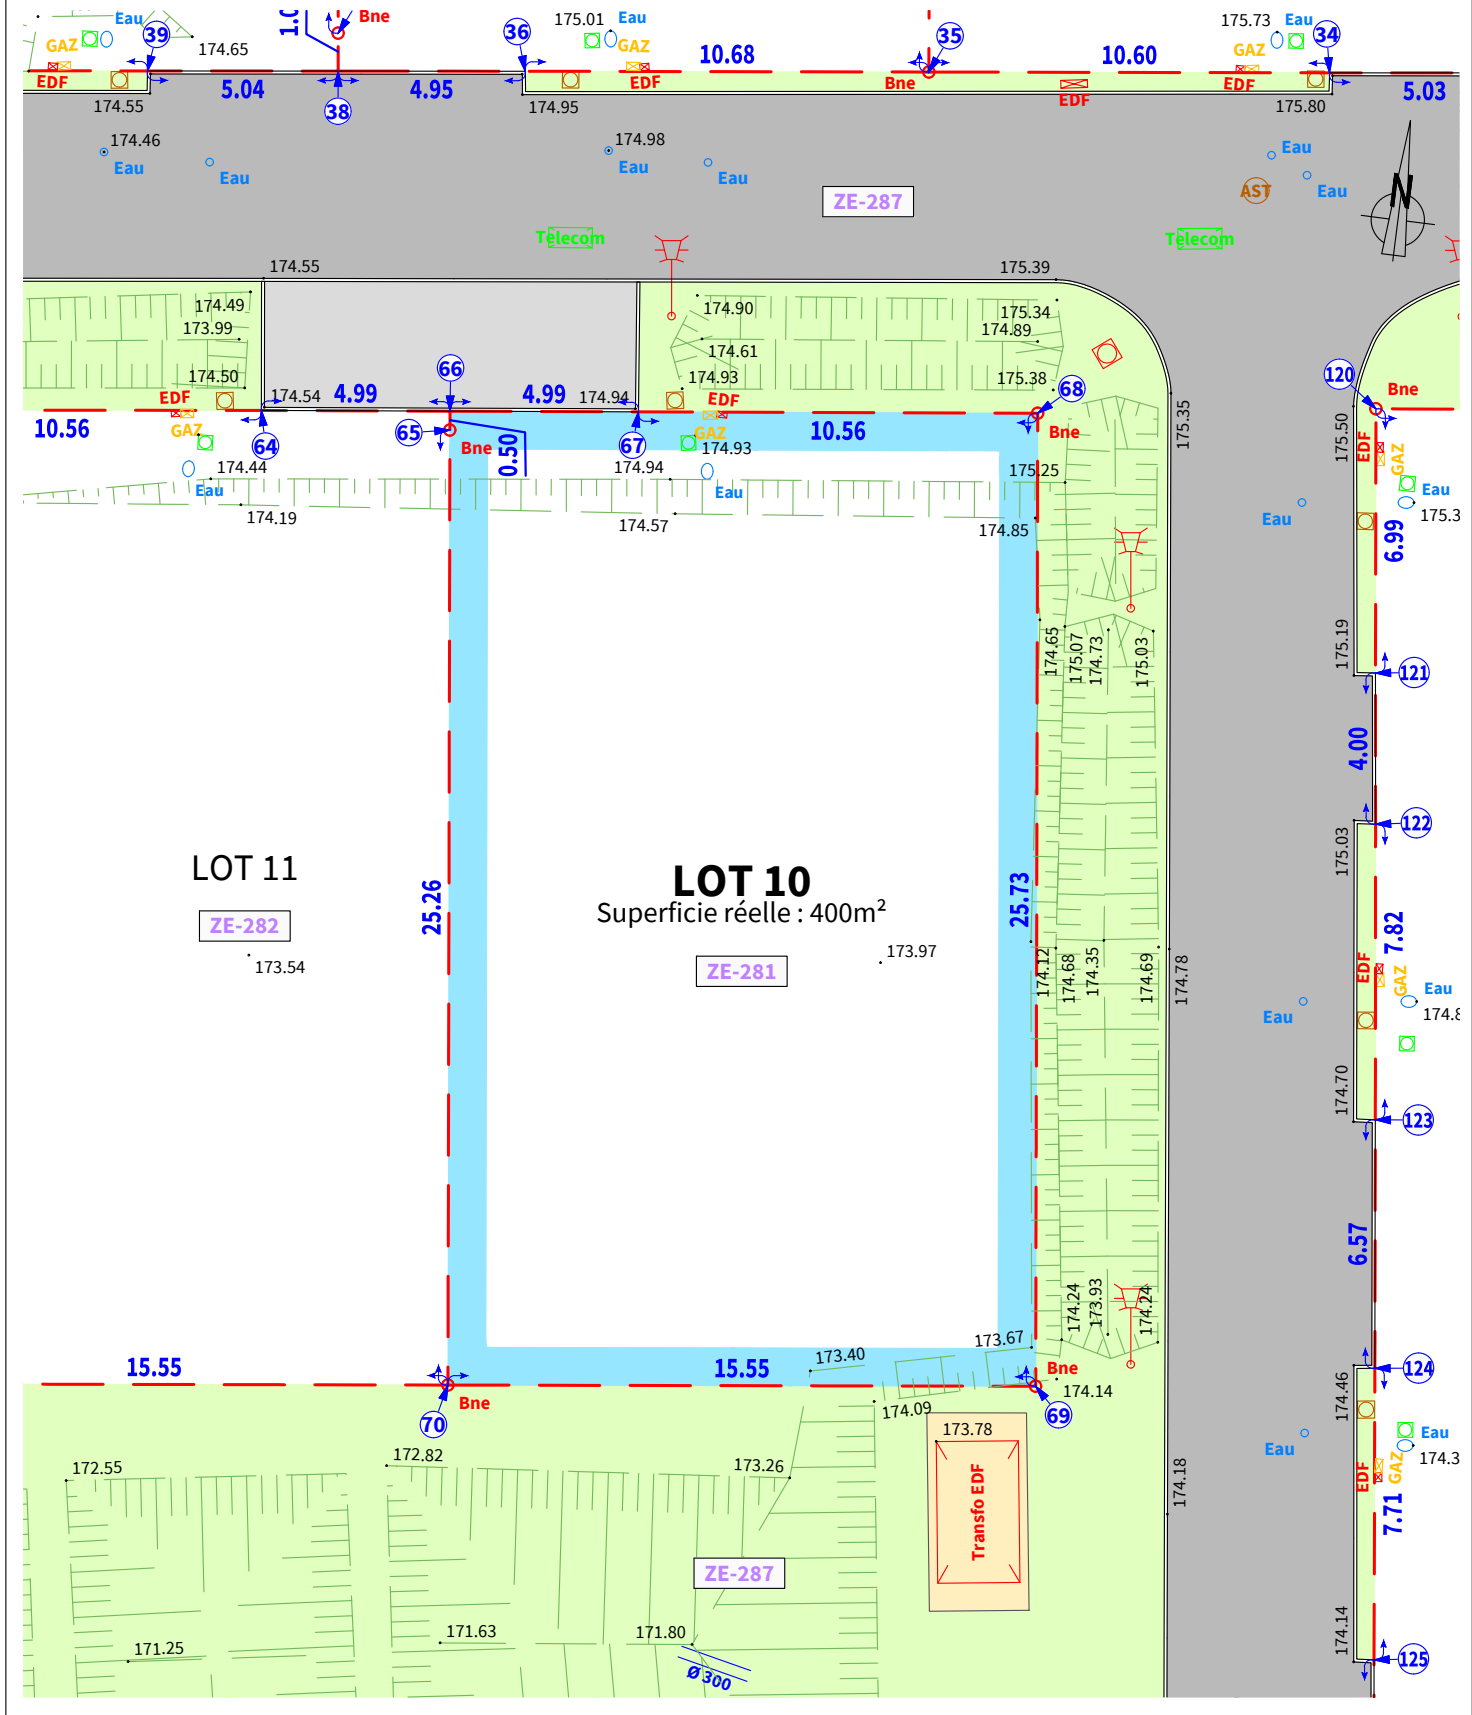 Eau
Bne
1.0
175.01
Eau
175.73
Eau
39
174.65
36
35
34
GAZ
GAZ
GAZ
10.68
10.60
EDF
5.04
4.95
EDF
Bne
EDF
EDF
5.03
174.55
38
174.95
175.80
174.46
Eau
Eau
174.98
Eau
Eau
Eau
Eau
AST
ZE-287
N
Telecom
Telecom
174.55
175.39
174.49
173.99
174.50
174.90
174.61
174.93
175.34
174.89
175.38
66
68
120
Bne
EDF
174.54
4.99
4.99
174.94
EDF
175.35
10.56
GAZ
64
65
Bne
0.50
67
GAZ
174.93
10.56
Bne
175.50
EDF
GAZ
174.44
Eau
174.94
Eau
175.25
Eau
175.3
Eau
174.19
174.57
174.85
6.99
174.65
175.07
174.73
175.03
175.19
121
4.00
122
175.03
LOT 11
ZE-282
173.54
25.26
LOT 10
Superficie réelle : 400m²
ZE-281
173.97
25.73
174.12
174.68
174.35
174.69
174.78
7.82
EDF
GAZ
Eau
174.8
Eau
174.70
123
6.57
174.24
173.93
174.24
173.67
173.40
15.55
15.55
Bne
174.14
124
70
Bne
174.09
69
174.46
173.78
Transfo EDF
172.55
172.82
173.26
174.18
Eau
EDF
GAZ
Eau
174.3
7.71
ZE-287
171.25
171.63
171.80
Ø 300
174.14
125